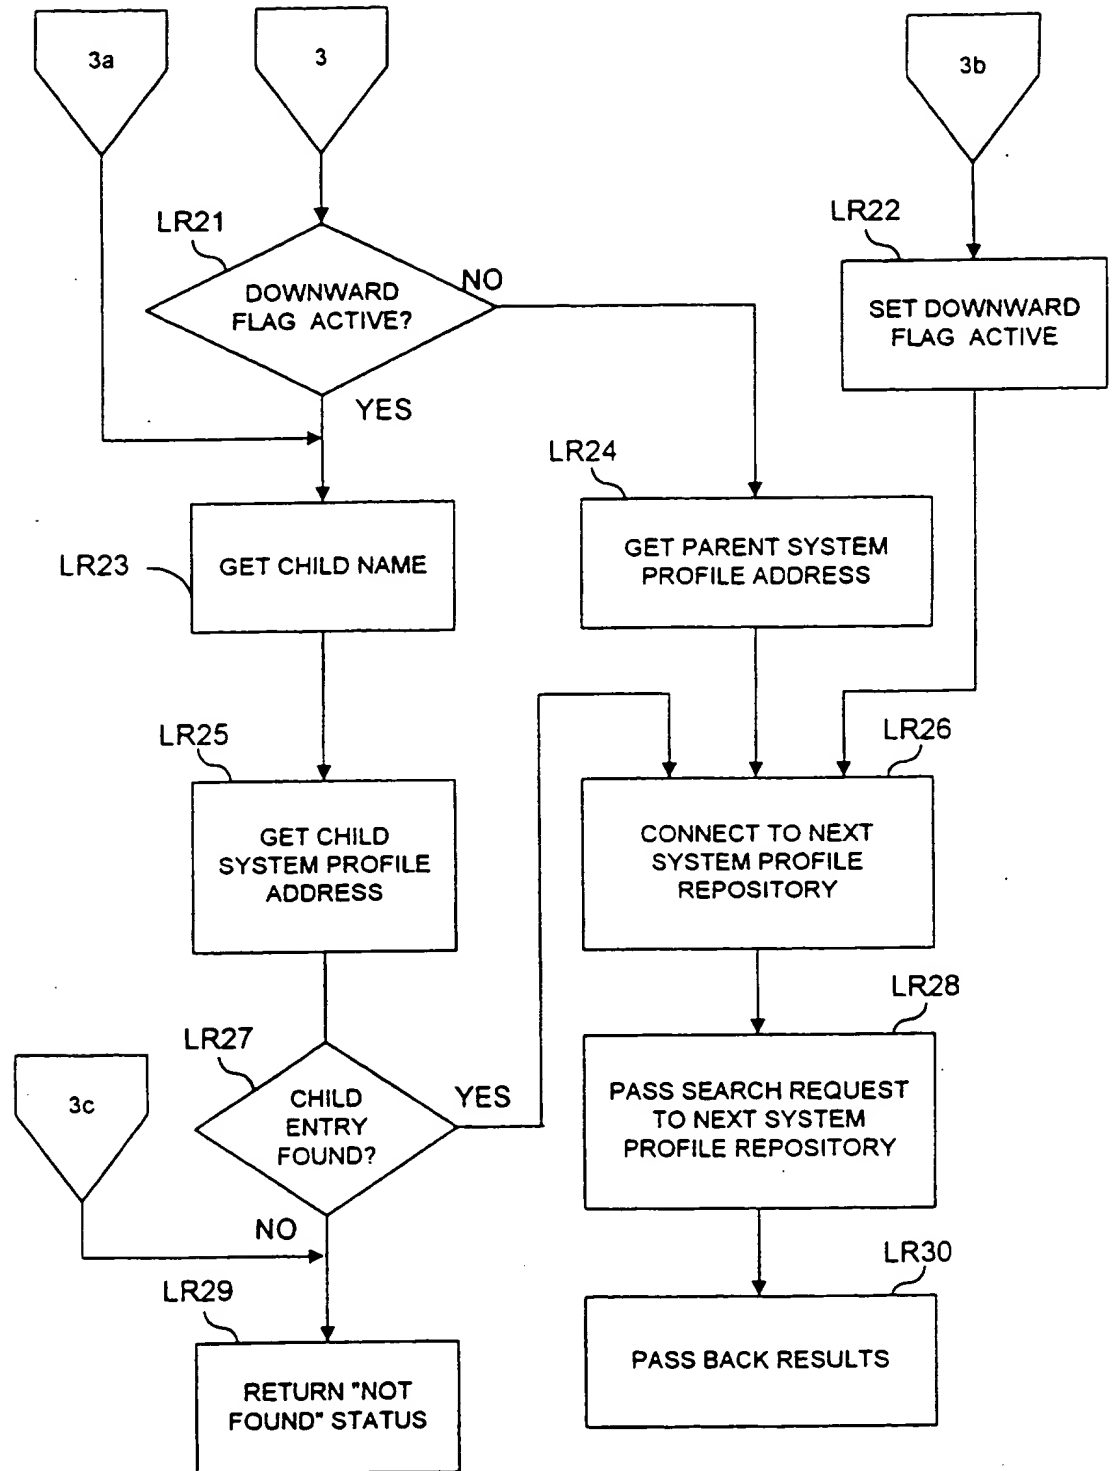 3a
3
3b
LR21
DOWNWARD
FLAG ACTIVE?
NO
YES
LR22
SET DOWNWARD
FLAG ACTIVE
LR23
GET CHILD NAME
LR24
GET PARENT SYSTEM
PROFILE ADDRESS
LR25
GET CHILD
SYSTEM PROFILE
ADDRESS
LR26
CONNECT TO NEXT
SYSTEM PROFILE
REPOSITORY
3c
LR27
CHILD
ENTRY
FOUND?
YES
NO
LR28
PASS SEARCH REQUEST
TO NEXT SYSTEM
PROFILE REPOSITORY
LR29
RETURN "NOT
FOUND" STATUS
LR30
PASS BACK RESULTS